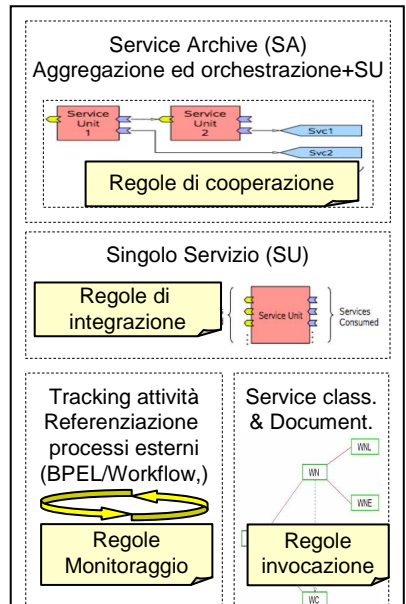 Service Archive (SA)
Aggregazione ed orchestrazione+SU
Service
Unit
1
Service
Unit
2
Svc1
Svc2
Regole di cooperazione
Singolo Servizio (SU)
Regole di
integrazione
Service Unit
Services
Consumed
Tracking attività
Referenziazione
processi esterni
(BPEL/Workflow,)
Regole
Monitoraggio
Service class.
& Document.
WNL
WN
WNE
Regole
invocazione
WC